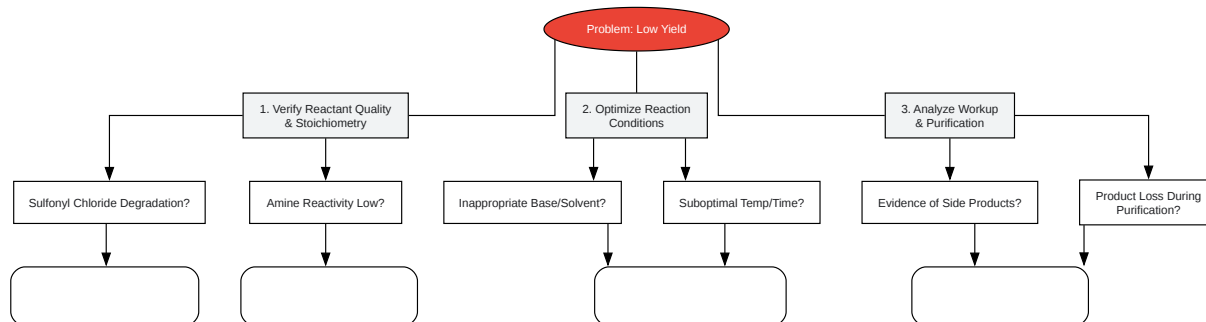 Problem: Low Yield
1. Verify Reactant Quality
& Stoichiometry
2. Optimize Reaction
Conditions
3. Analyze Workup
& Purification
Sulfonyl Chloride Degradation?
Amine Reactivity Low?
Inappropriate Base/Solvent?
Suboptimal Temp/Time?
Evidence of Side Products?
Product Loss During
Purification?